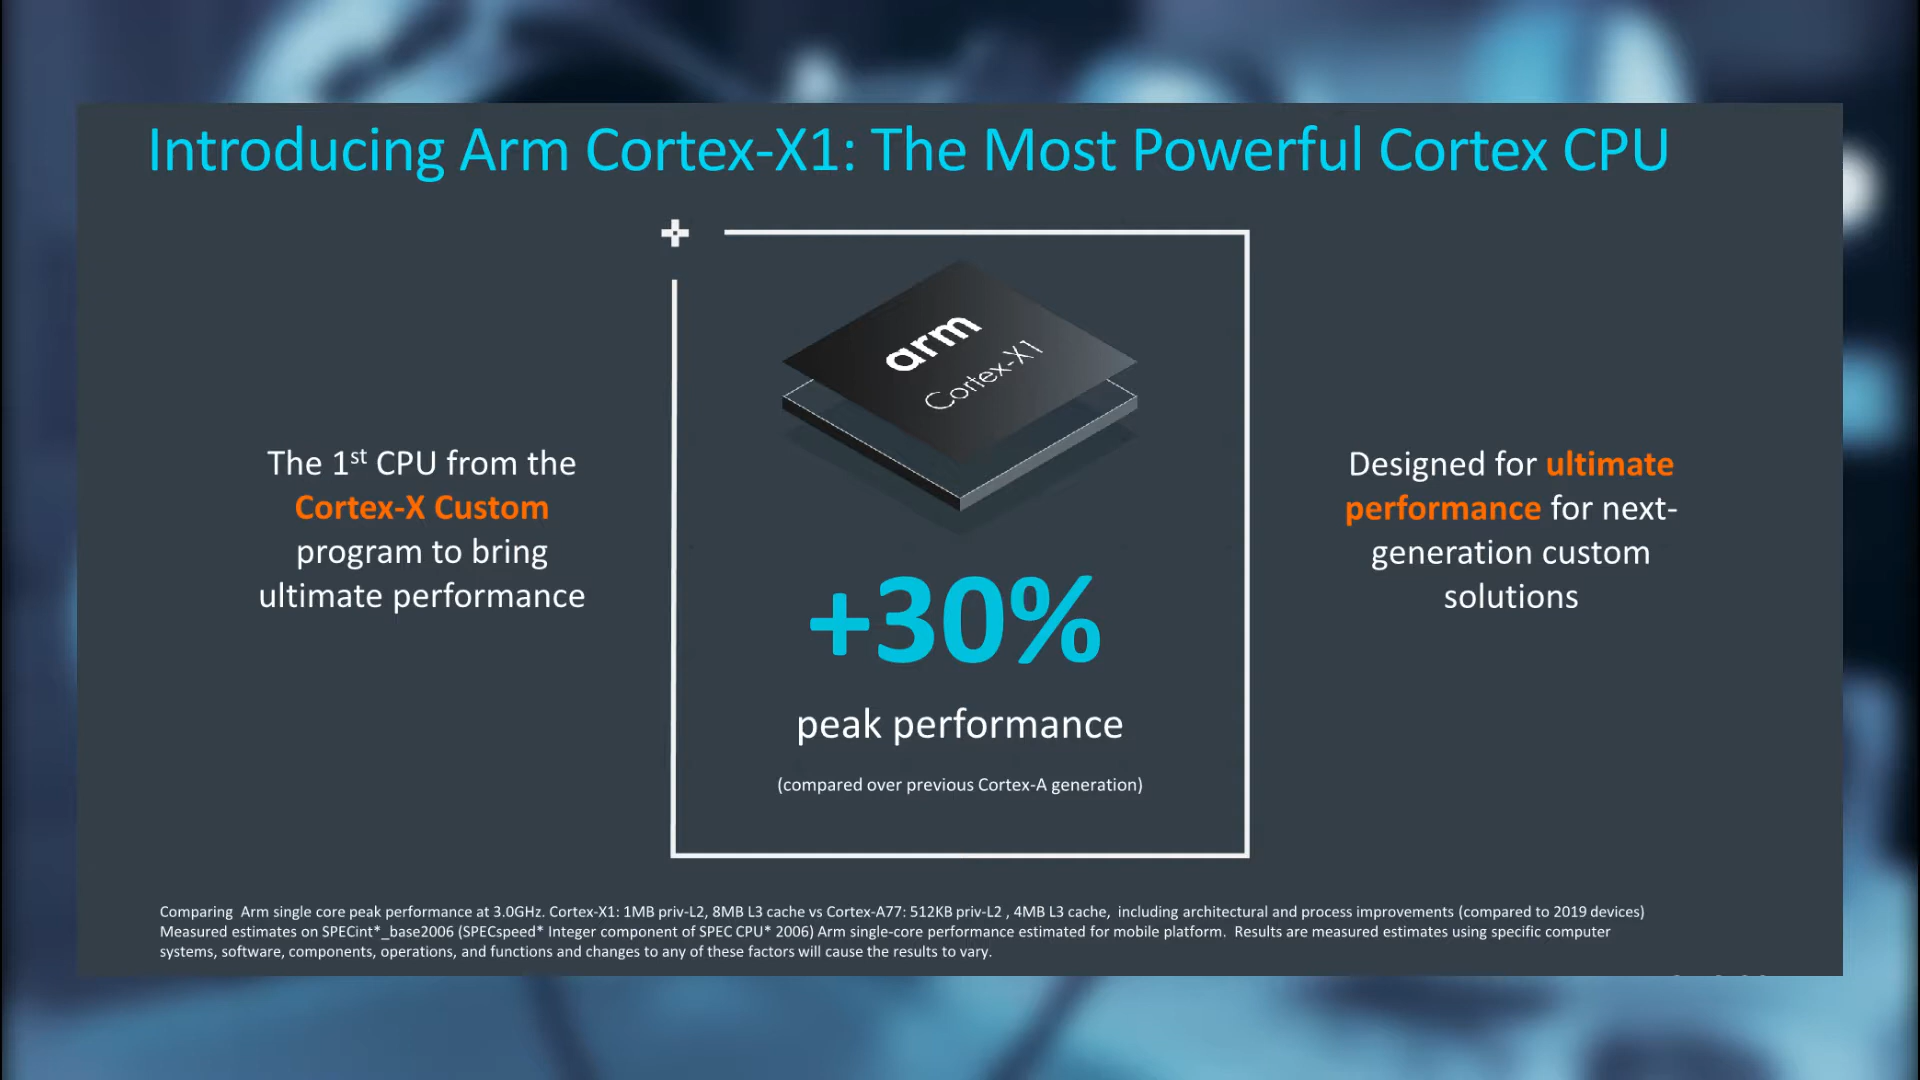 Introducing Arm Cortex-X1: The Most Powerful Cortex CPU
arm
Cortex-X1
The 1st CPU from the
Cortex-X Custom
program to bring
ultimate performance
+30%
peak performance
(compared over previous Cortex-A generation)
Designed for ultimate
performance for next-
generation custom
solutions
Comparing Arm single core peak performance at 3.0GHz. Cortex-X1: 1MB priv-L2, 8MB L3 cache vs Cortex-A77: 512KB priv-L2 , 4MB L3 cache, including architectural and process improvements (compared to 2019 devices)
Measured estimates on SPECint*_base2006 (SPECspeed* Integer component of SPEC CPU* 2006) Arm single-core performance estimated for mobile platform. Results are measured estimates using specific computer
systems, software, components, operations, and functions and changes to any of these factors will cause the results to vary.